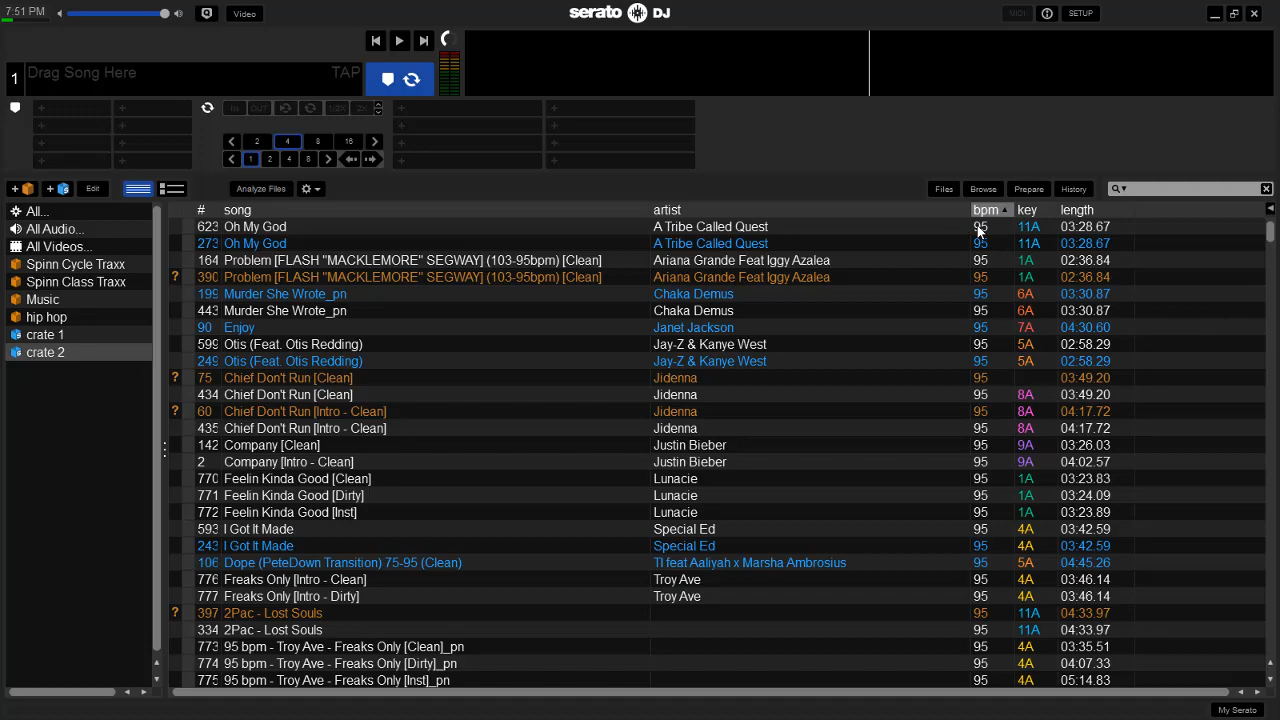 7:51 PM
Video
serato DJ
MIDI
SETUP
1 Drag Song Here TAP
IN OUT 1/2X 2X
2 4 8 16
1 2 4 8
Edit
Analyze Files
Files Browse Prepare History
All...
All Audio...
All Videos...
Spinn Cycle Traxx
Spinn Class Traxx
Music
hip hop
crate 1
crate 2
# song artist bpm key length
623 Oh My God A Tribe Called Quest 95 11A 03:28.67
273 Oh My God A Tribe Called Quest 95 11A 03:28.67
164 Problem [FLASH "MACKLEMORE" SEGWAY] (103-95bpm) [Clean] Ariana Grande Feat Iggy Azalea 95 1A 02:36.84
? 390 Problem [FLASH "MACKLEMORE" SEGWAY] (103-95bpm) [Clean] Ariana Grande Feat Iggy Azalea 95 1A 02:36.84
199 Murder She Wrote_pn Chaka Demus 95 6A 03:30.87
443 Murder She Wrote_pn Chaka Demus 95 6A 03:30.87
90 Enjoy Janet Jackson 95 7A 04:30.60
599 Otis (Feat. Otis Redding) Jay-Z & Kanye West 95 5A 02:58.29
249 Otis (Feat. Otis Redding) Jay-Z & Kanye West 95 5A 02:58.29
? 75 Chief Don't Run [Clean] Jidenna 95 03:49.20
434 Chief Don't Run [Clean] Jidenna 95 8A 03:49.20
? 60 Chief Don't Run [Intro - Clean] Jidenna 95 8A 04:17.72
435 Chief Don't Run [Intro - Clean] Jidenna 95 8A 04:17.72
142 Company [Clean] Justin Bieber 95 9A 03:26.03
2 Company [Intro - Clean] Justin Bieber 95 9A 04:02.57
770 Feelin Kinda Good [Clean] Lunacie 95 1A 03:23.83
771 Feelin Kinda Good [Dirty] Lunacie 95 1A 03:24.09
772 Feelin Kinda Good [Inst] Lunacie 95 1A 03:23.89
593 I Got It Made Special Ed 95 4A 03:42.59
243 I Got It Made Special Ed 95 4A 03:42.59
106 Dope (PeteDown Transition) 75-95 (Clean) TI feat Aaliyah x Marsha Ambrosius 95 5A 04:45.26
776 Freaks Only [Intro - Clean] Troy Ave 95 4A 03:46.14
777 Freaks Only [Intro - Dirty] Troy Ave 95 4A 03:46.14
? 397 2Pac - Lost Souls 95 11A 04:33.97
334 2Pac - Lost Souls 95 11A 04:33.97
773 95 bpm - Troy Ave - Freaks Only [Clean]_pn 95 4A 03:35.51
774 95 bpm - Troy Ave - Freaks Only [Dirty]_pn 95 4A 04:07.33
775 95 bpm - Troy Ave - Freaks Only [Inst]_pn 95 4A 05:14.83
My Serato